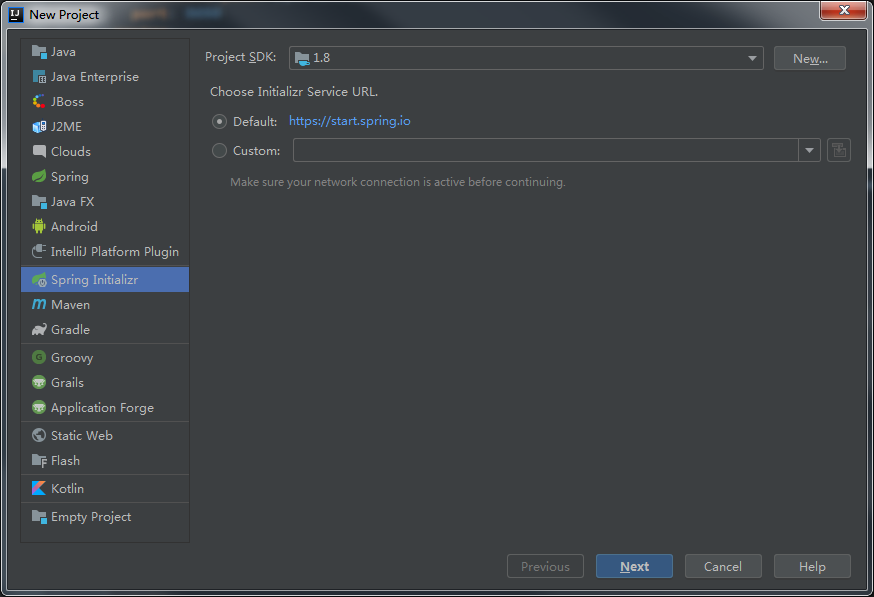 New Project
Java
Java Enterprise
JBoss
J2ME
Clouds
Spring
Java FX
Android
IntelliJ Platform Plugin
Spring Initializr
Maven
Gradle
Groovy
Grails
Application Forge
Static Web
Flash
Kotlin
Empty Project
Project SDK: 1.8 New...
Choose Initializr Service URL.
Default: https://start.spring.io
Custom:
Make sure your network connection is active before continuing.
Previous Next Cancel Help